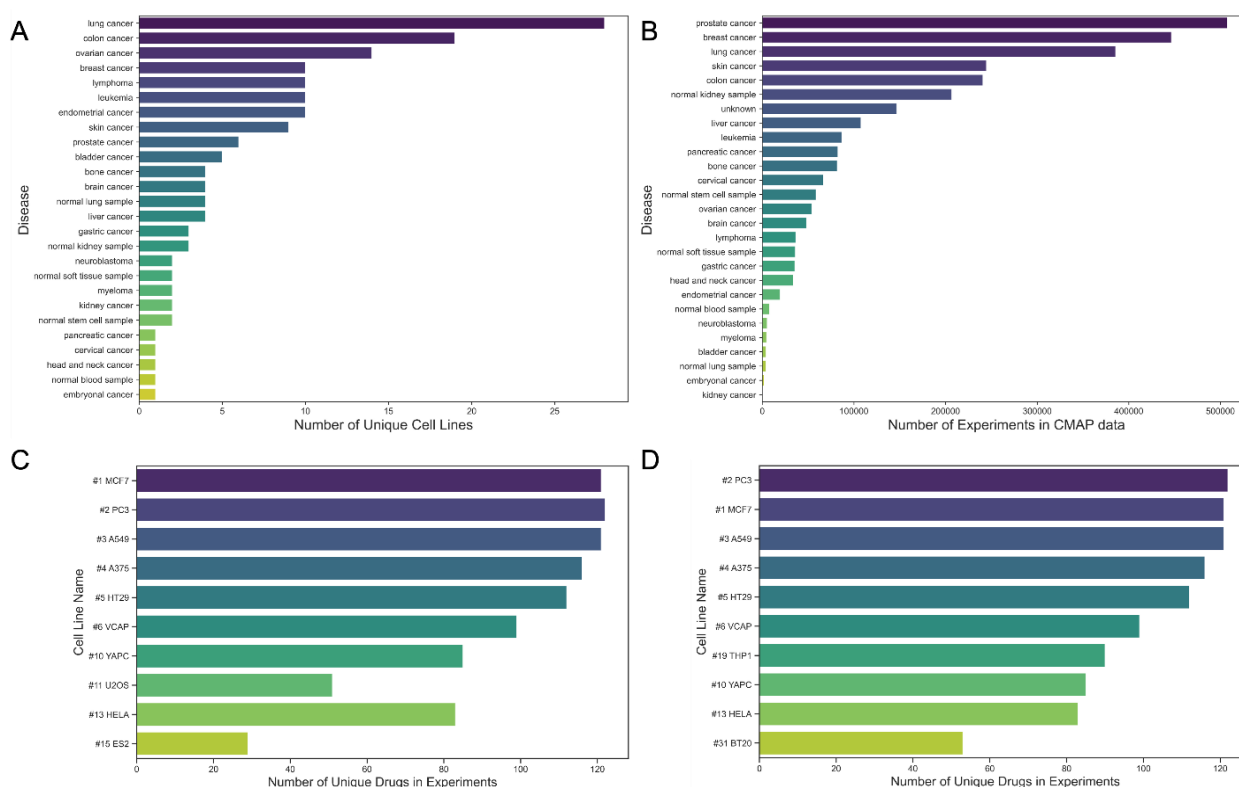 A
lung cancer
colon cancer
ovarian cancer
breast cancer
lymphoma
leukemia
endometrial cancer
skin cancer
prostate cancer
bladder cancer
bone cancer
brain cancer
normal lung sample
liver cancer
gastric cancer
normal kidney sample
neuroblastoma
normal soft tissue sample
myeloma
kidney cancer
normal stem cell sample
pancreatic cancer
cervical cancer
head and neck cancer
normal blood sample
embryonal cancer
Disease
0 5 10 15 20 25
Number of Unique Cell Lines
B
prostate cancer
breast cancer
lung cancer
skin cancer
colon cancer
normal kidney sample
unknown
liver cancer
leukemia
pancreatic cancer
bone cancer
cervical cancer
normal stem cell sample
ovarian cancer
brain cancer
lymphoma
normal soft tissue sample
gastric cancer
head and neck cancer
endometrial cancer
normal blood sample
neuroblastoma
myeloma
bladder cancer
normal lung sample
embryonal cancer
kidney cancer
Disease
0 100000 200000 300000 400000 500000
Number of Experiments in CMAP data
C
#1 MCF7
#2 PC3
#3 A549
#4 A375
#5 HT29
#6 VCAP
#10 YAPC
#11 U2OS
#13 HELA
#15 ES2
Cell Line Name
0 20 40 60 80 100 120
Number of Unique Drugs in Experiments
D
#2 PC3
#1 MCF7
#3 A549
#4 A375
#5 HT29
#6 VCAP
#19 THP1
#10 YAPC
#13 HELA
#31 BT20
Cell Line Name
0 20 40 60 80 100 120
Number of Unique Drugs in Experiments